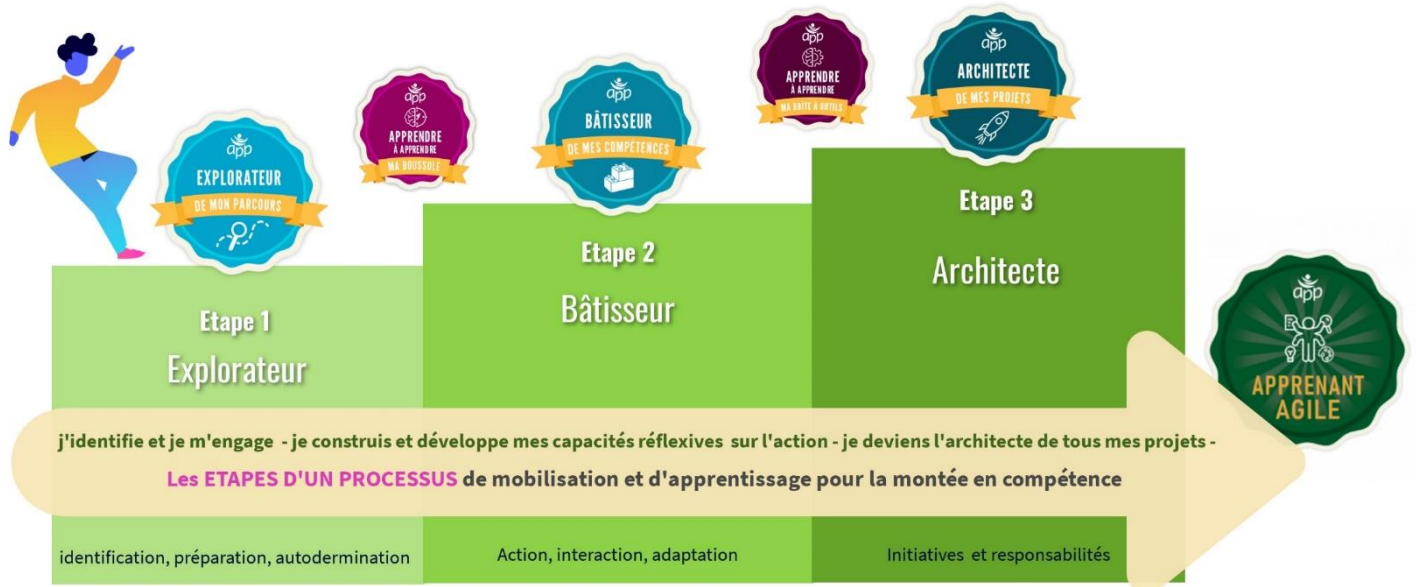 app
EXPLORATEUR
DE MON PARCOURS
app
APPRENDRE
À APPRENDRE
MA BOUSSOLE
app
BÂTISSEUR
DE MES COMPÉTENCES
app
APPRENDRE
À APPRENDRE
MA BOÎTE À OUTILS
app
ARCHITECTE
DE MES PROJETS
Etape 1
Explorateur
Etape 2
Bâtisseur
Etape 3
Architecte
app
APPRENANT
AGILE
j'identifie et je m'engage - je construis et développe mes capacités réflexives sur l'action - je deviens l'architecte de tous mes projets -
Les ETAPES D'UN PROCESSUS de mobilisation et d'apprentissage pour la montée en compétence
identification, préparation, autodermination
Action, interaction, adaptation
Initiatives et responsabilités